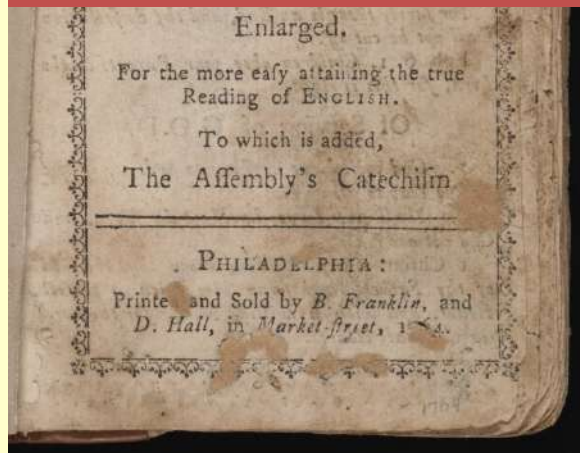 Enlarged.
For the more eaſy attaining the true
Reading of ENGLISH.
To which is added,
The Aſſembly's Catechiſm
PHILADELPHIA:
Printed and Sold by B. Franklin, and
D. Hall, in Market-ſtreet,